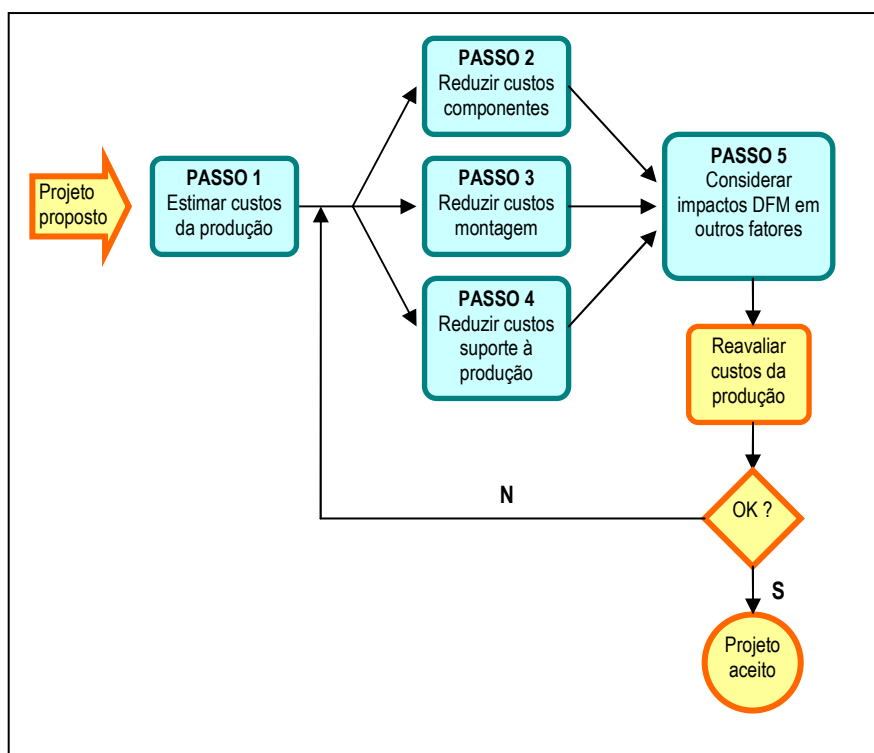 Projeto
proposto
PASSO 1
Estimar custos
da produção
PASSO 2
Reduzir custos
componentes
PASSO 3
Reduzir custos
montagem
PASSO 4
Reduzir custos
suporte à
produção
PASSO 5
Considerar
impactos DFM em
outros fatores
Reavaliar
custos da
produção
OK ?
N
S
Projeto
aceito